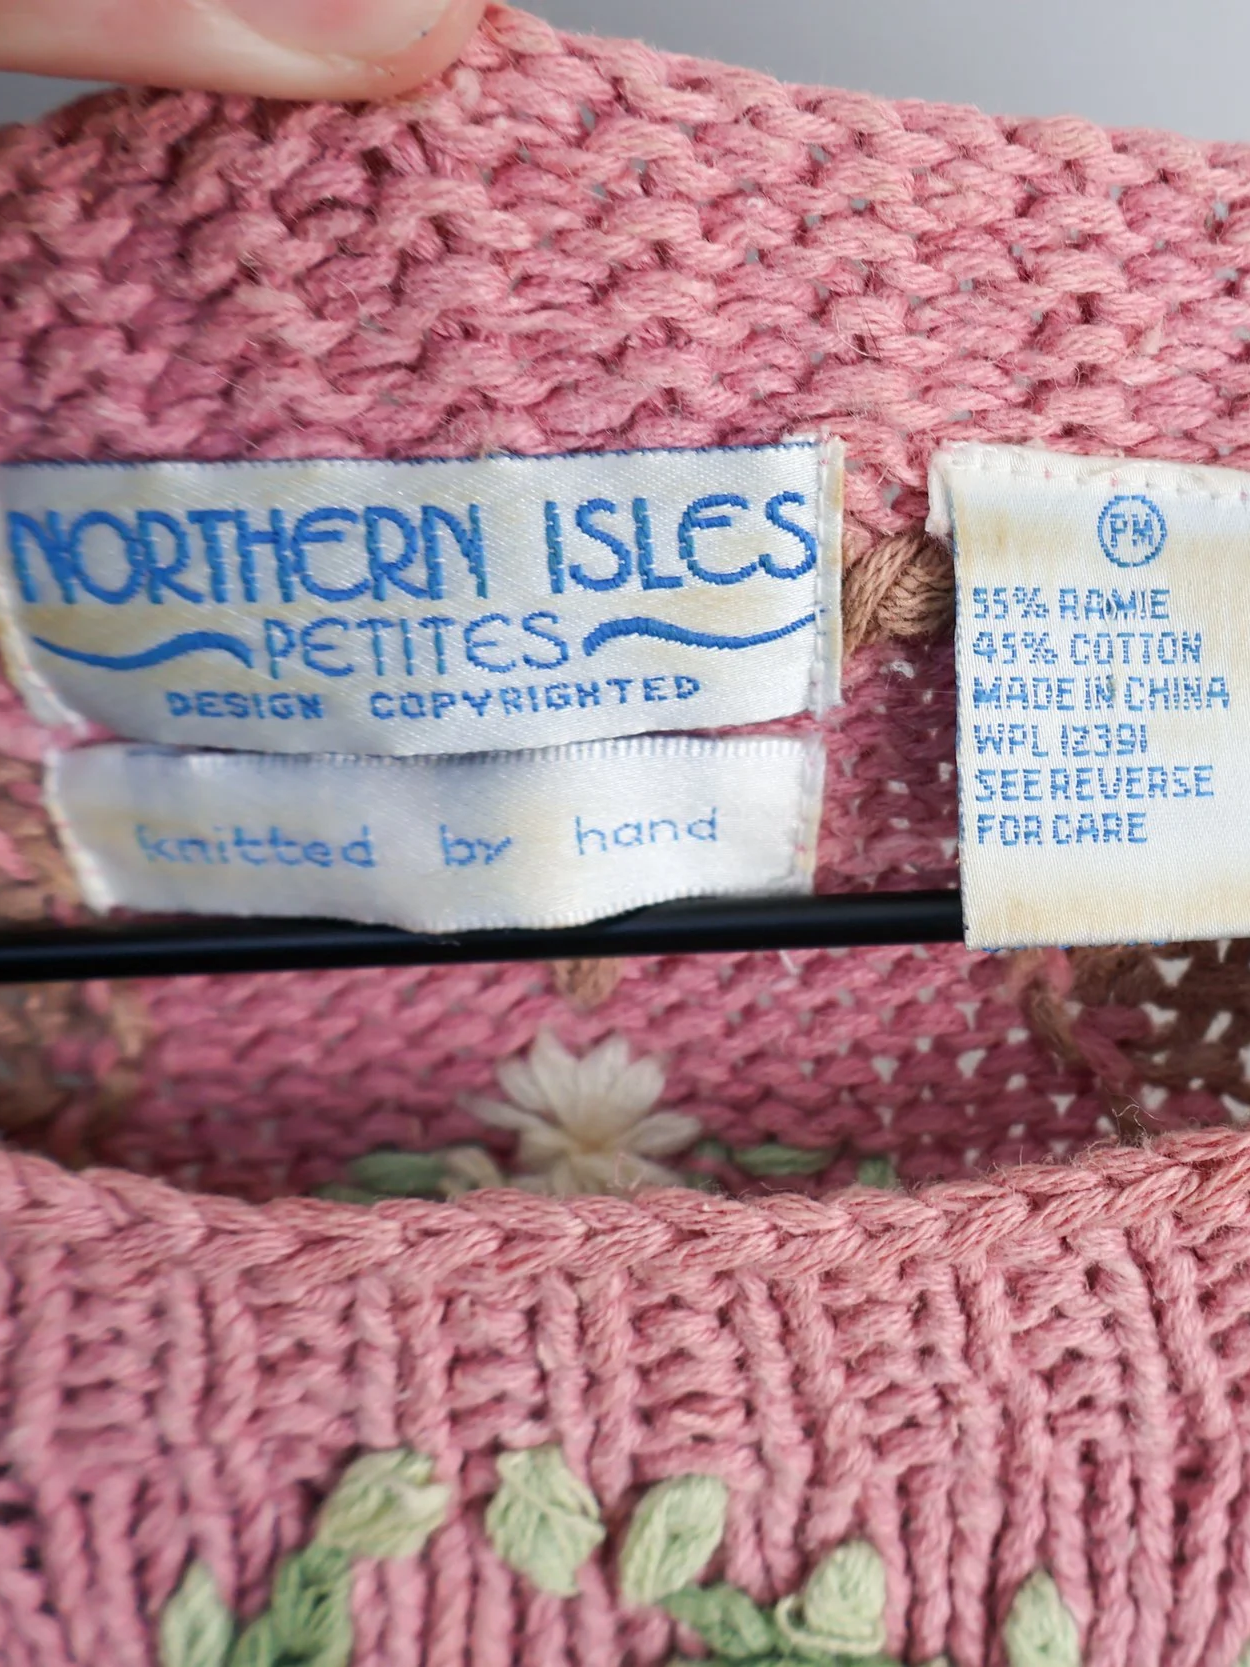 NORTHERN ISLES
PETITES
DESIGN COPYRIGHTED
knitted by hand
PM
55% RAMIE
45% COTTON
MADE IN CHINA
WPL 12391
SEE REVERSE
FOR CARE